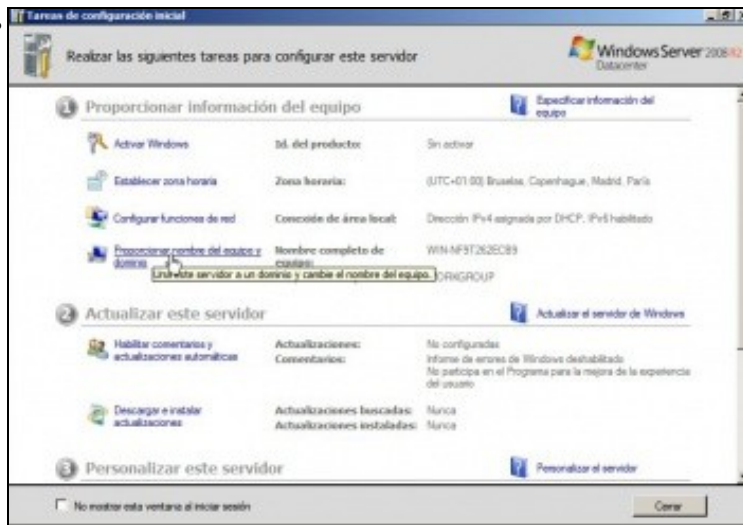 Tareas de configuración inicial
Realizar las siguientes tareas para configurar este servidor
Windows Server 2008 R2
Datacenter
1 Proporcionar información del equipo
Especificar información del
equipo
Activar Windows
Id. del producto:
Sin activar
Establecer zona horaria
Zona horaria:
(UTC+01:00) Bruselas, Copenhague, Madrid, París
Configurar funciones de red
Conexión de área local:
Dirección IPv4 asignada por DHCP, IPv6 habilitado
Proporcionar nombre del equipo y
dominio
Nombre completo de
equipo:
WIN-NF9T262ECB9
Una este servidor a un dominio y cambie el nombre del equipo.
WORKGROUP
2 Actualizar este servidor
Actualizar el servidor de Windows
Habilitar comentarios y
actualizaciones automáticas
Actualizaciones:
No configuradas
Comentarios:
Informe de errores de Windows deshabilitado
No participa en el Programa para la mejora de la experiencia
del usuario
Descargar e instalar
actualizaciones
Actualizaciones buscadas:
Nunca
Actualizaciones instaladas:
Nunca
3 Personalizar este servidor
Personalizar el servidor
No mostrar esta ventana al iniciar sesión
Cerrar